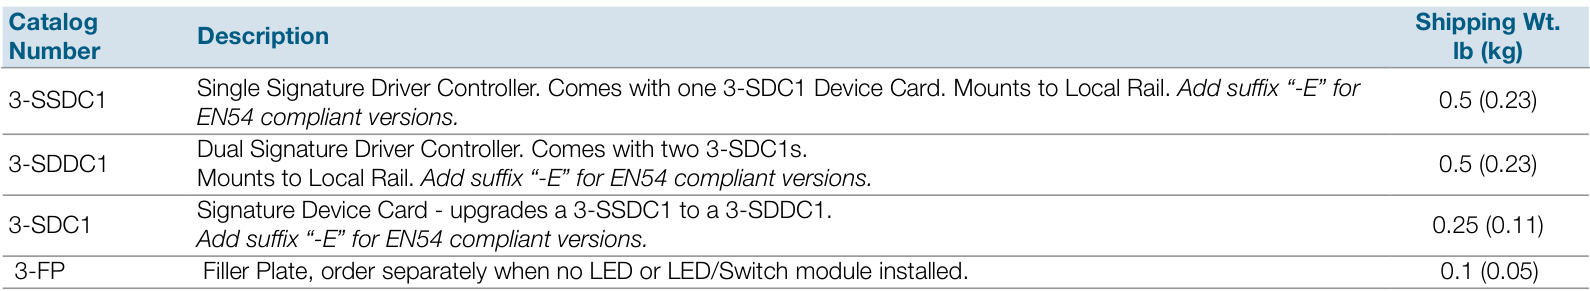 Catalog
Number
Description
Shipping Wt.
lb (kg)
3-SSDC1
Single Signature Driver Controller. Comes with one 3-SDC1 Device Card. Mounts to Local Rail. Add suffix “-E” for
EN54 compliant versions.
0.5 (0.23)
3-SDDC1
Dual Signature Driver Controller. Comes with two 3-SDC1s.
Mounts to Local Rail. Add suffix “-E” for EN54 compliant versions.
0.5 (0.23)
3-SDC1
Signature Device Card - upgrades a 3-SSDC1 to a 3-SDDC1.
Add suffix “-E” for EN54 compliant versions.
0.25 (0.11)
3-FP
Filler Plate, order separately when no LED or LED/Switch module installed.
0.1 (0.05)